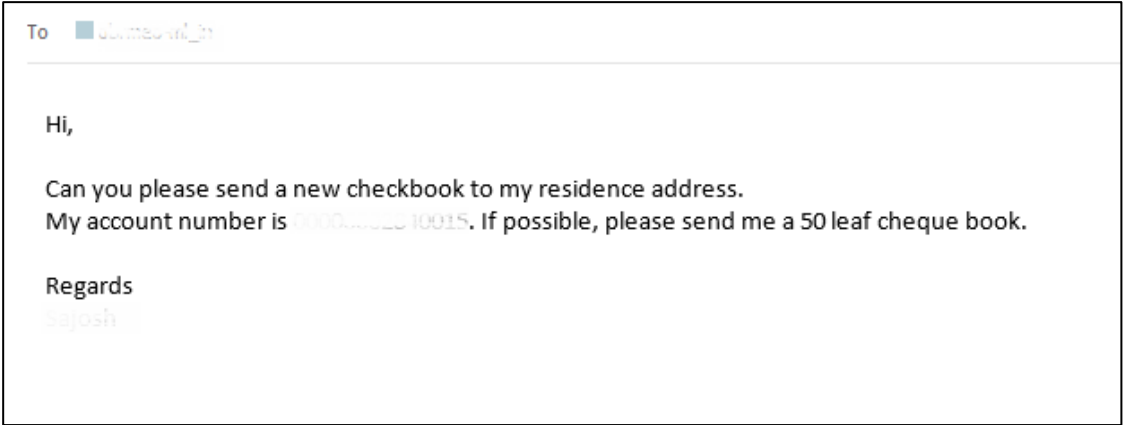 To
Hi,
Can you please send a new checkbook to my residence address.
My account number is . If possible, please send me a 50 leaf cheque book.
Regards
Sajosh